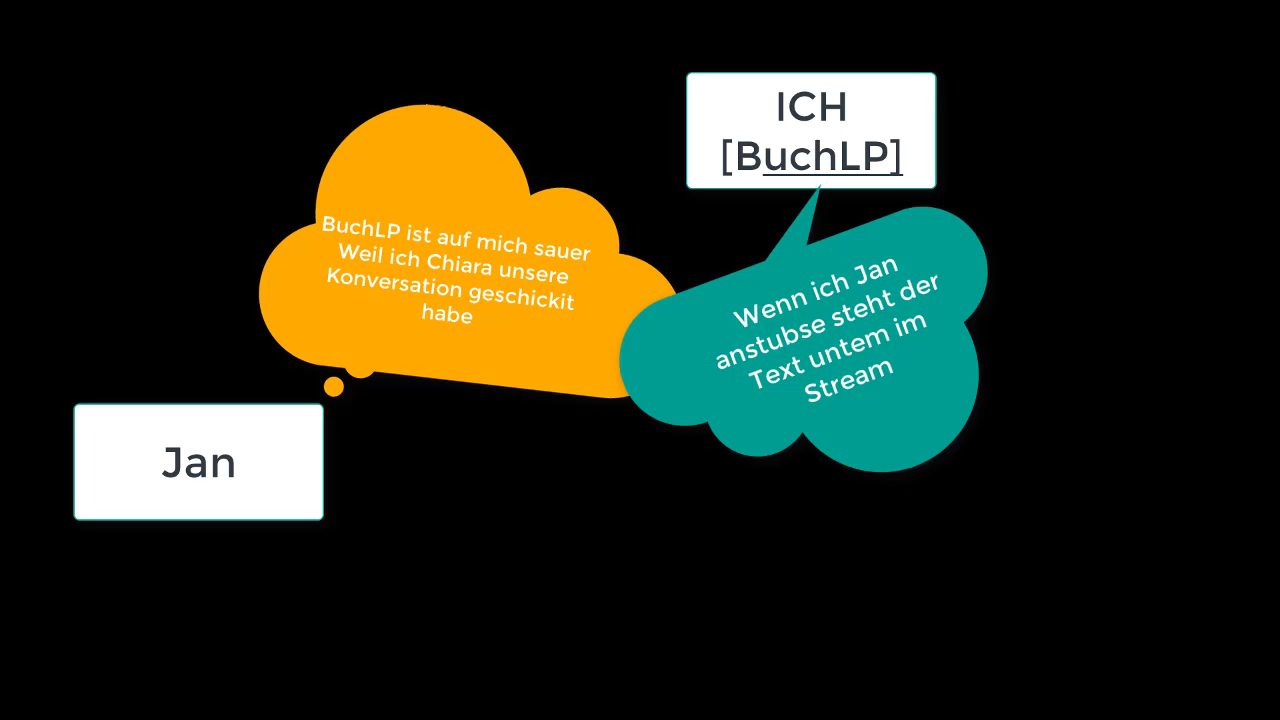 ICH
[BuchLP]
BuchLP ist auf mich sauer
Weil ich Chiara unsere
Konversation geschickit
habe
Wenn ich Jan
anstubse steht der
Text untem im
Stream
Jan